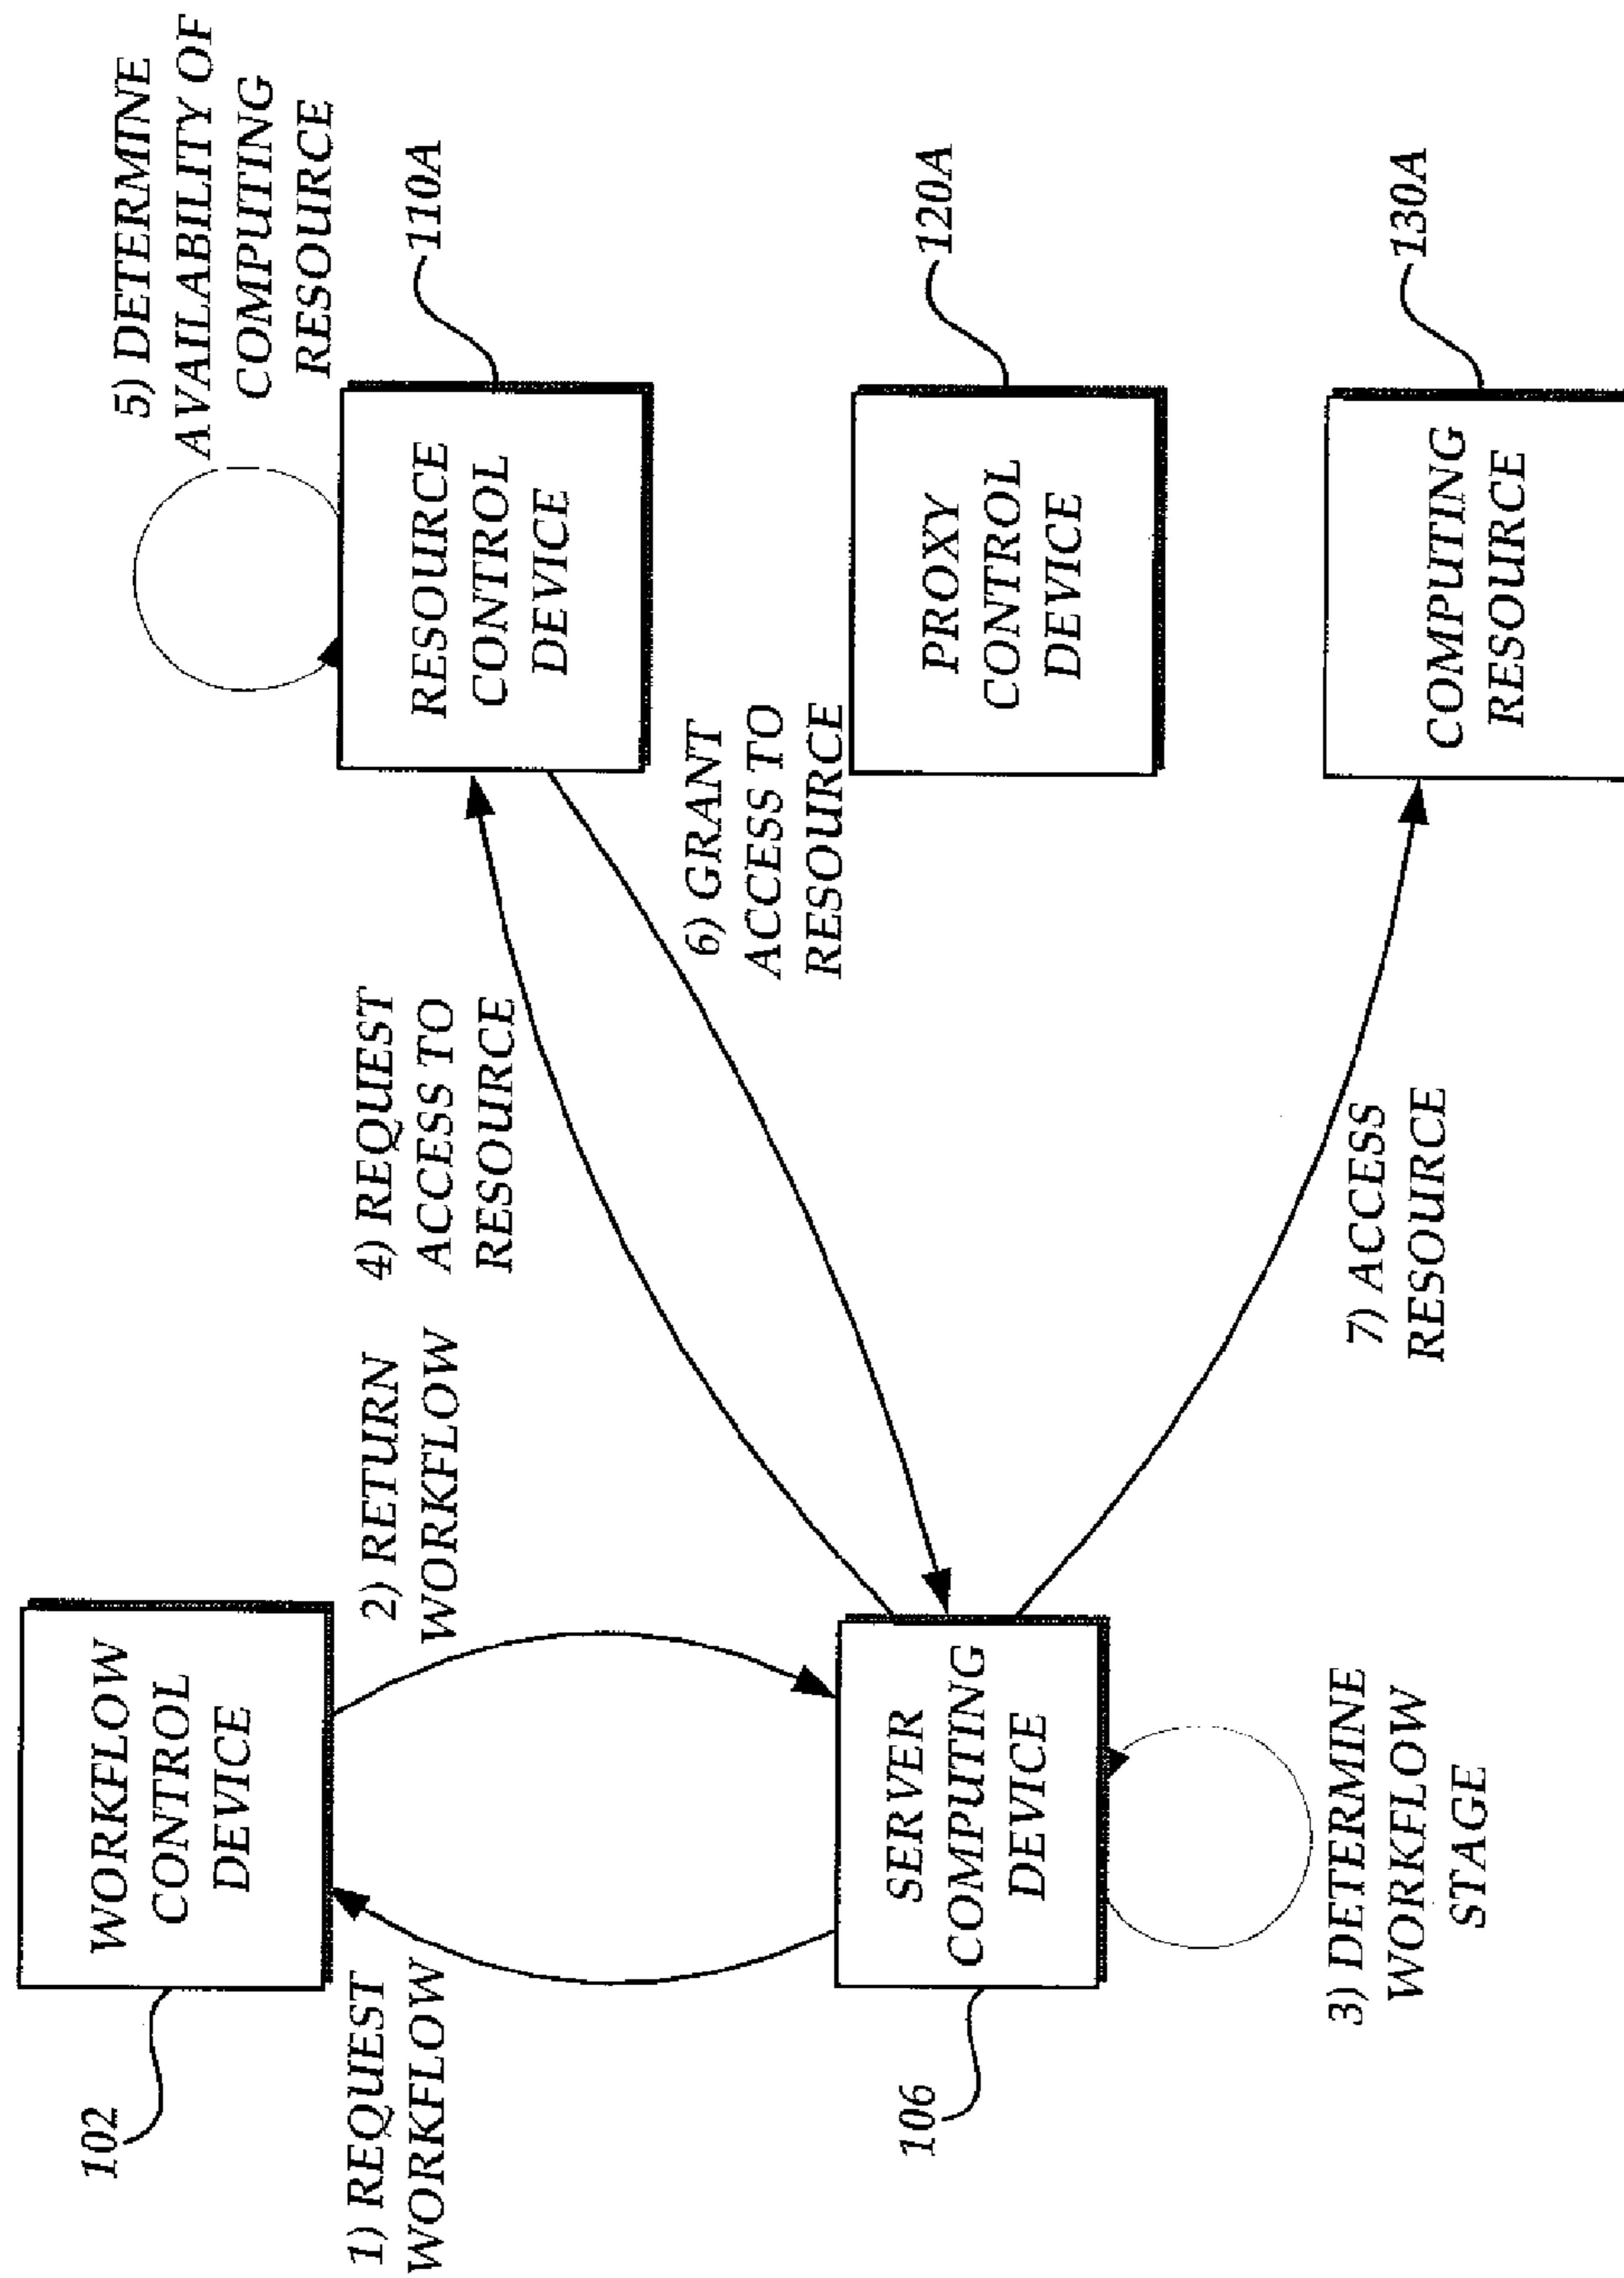 102
WORKFLOW
CONTROL
DEVICE
1) REQUEST
WORKFLOW
2) RETURN
WORKFLOW
106
SERVER
COMPUTING
DEVICE
3) DETERMINE
WORKFLOW
STAGE
4) REQUEST
ACCESS TO
RESOURCE
5) DETERMINE
AVAILABILITY OF
COMPUTING
RESOURCE
RESOURCE
CONTROL
DEVICE
110A
6) GRANT
ACCESS TO
RESOURCE
PROXY
CONTROL
DEVICE
120A
7) ACCESS
RESOURCE
COMPUTING
RESOURCE
130A